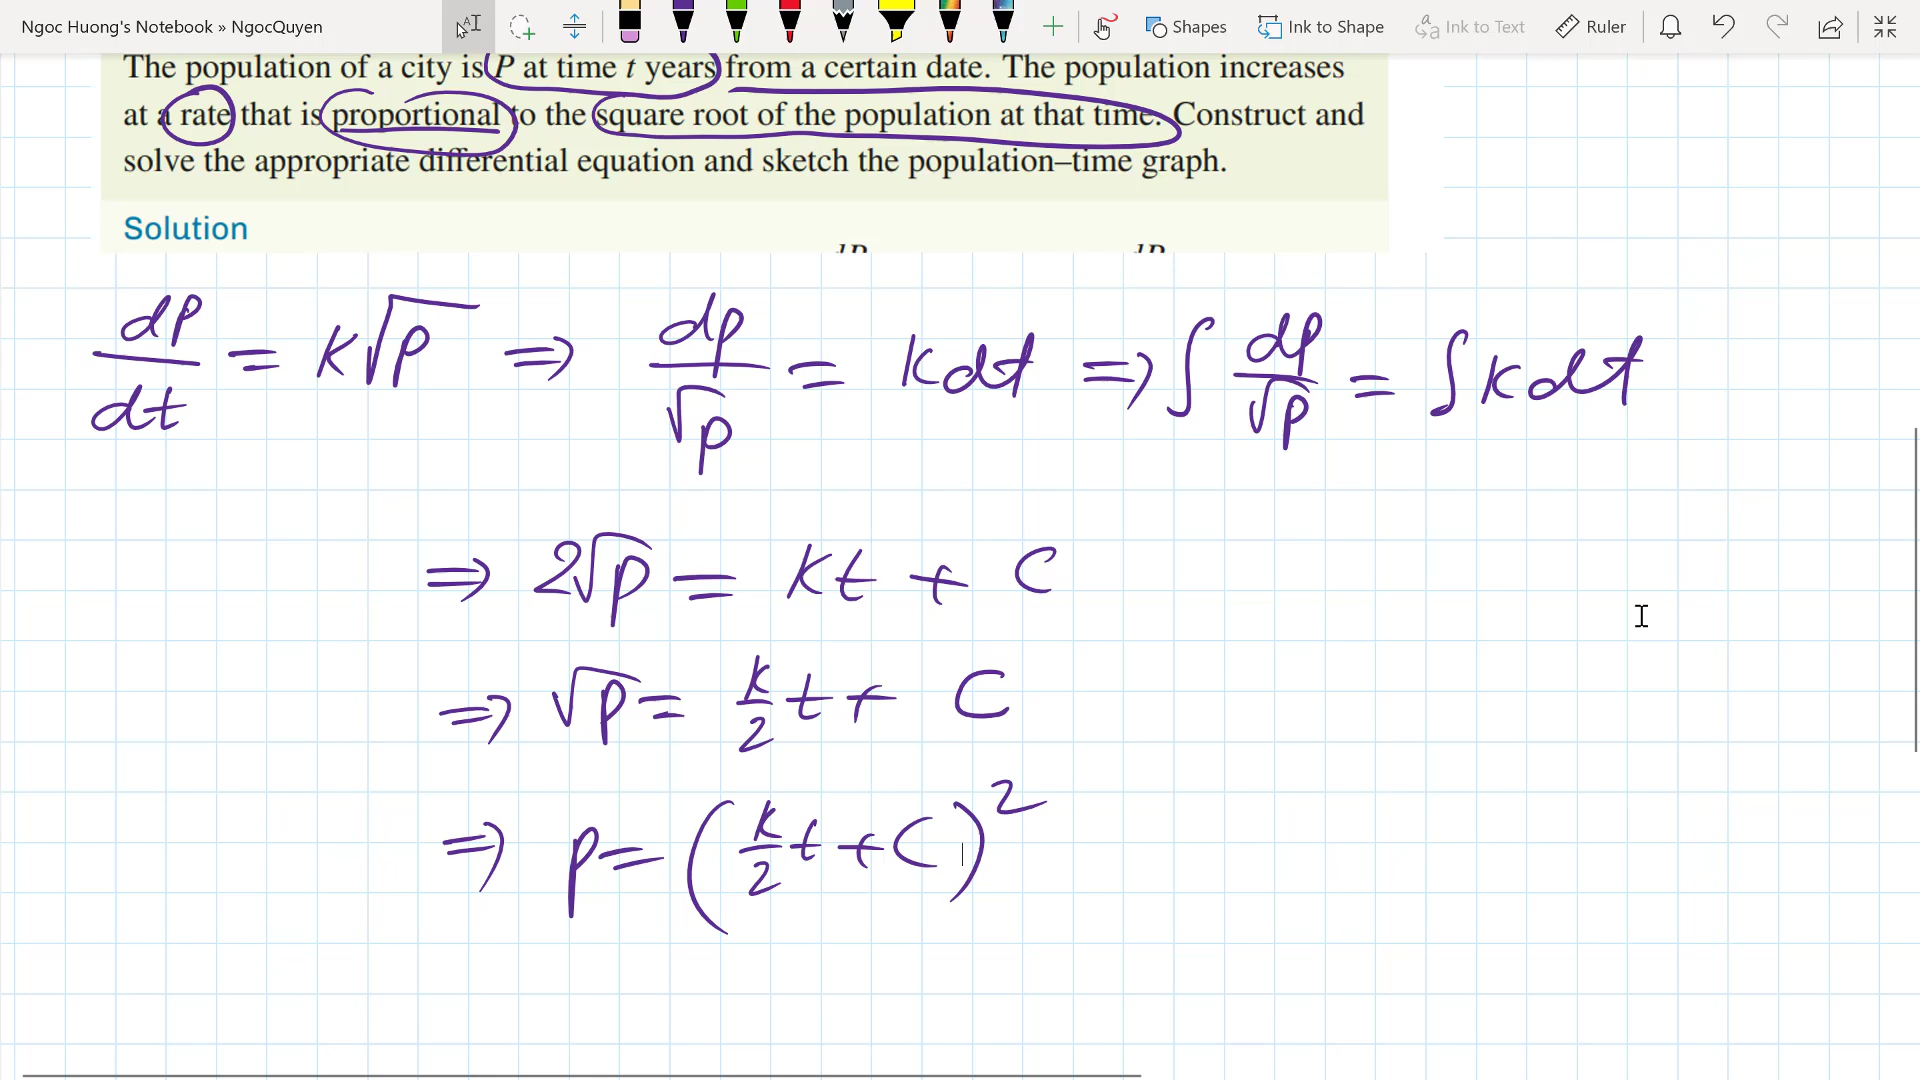 Ngoc Huong's Notebook » NgocQuyen
Shapes
Ink to Shape
Ink to Text
Ruler
The population of a city is P at time t years from a certain date. The population increases
at a rate that is proportional to the square root of the population at that time. Construct and
solve the appropriate differential equation and sketch the population–time graph.
Solution
dP/dt = k√P ⇒ dp/√p = kdt ⇒ ∫ dp/√p = ∫ kdt
⇒ 2√p = kt + C
⇒ √p = k/2 t + C
⇒ p = (k/2 t + C)²